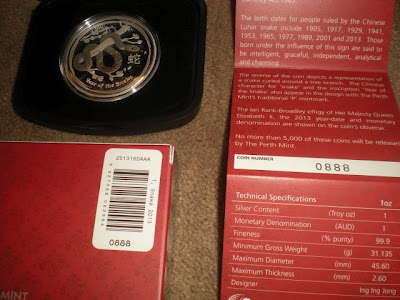 蛇
Year of the Snake
The birth dates for people ruled by the Chinese
Lunar snake include 1905, 1917, 1929, 1941,
1953, 1965, 1977, 1989, 2001 and 2013. Those
born under the influence of this sign are said to
be intelligent, graceful, independent, analytical
and charming.
The reverse of the coin depicts a representation of
a snake curled around a tree branch. The Chinese
character for 'snake' and the inscription 'Year of
the Snake' also appear in the design with The Perth
Mint's traditional 'P' mintmark.
The Ian Rank-Broadley effigy of Her Majesty Queen
Elizabeth II, the 2013 year-date and monetary
denomination are shown on the coin's obverse.
No more than 5,000 of these coins will be released
by The Perth Mint.
COIN NUMBER
0888
Technical Specifications
1oz
Silver Content (Troy oz) 1
Monetary Denomination (AUD) 1
Fineness (% purity) 99.9
Minimum Gross Weight (g) 31.135
Maximum Diameter (mm) 45.60
Maximum Thickness (mm) 2.60
Designer Ing Ing Jong
Snake 2013
0888
MINT